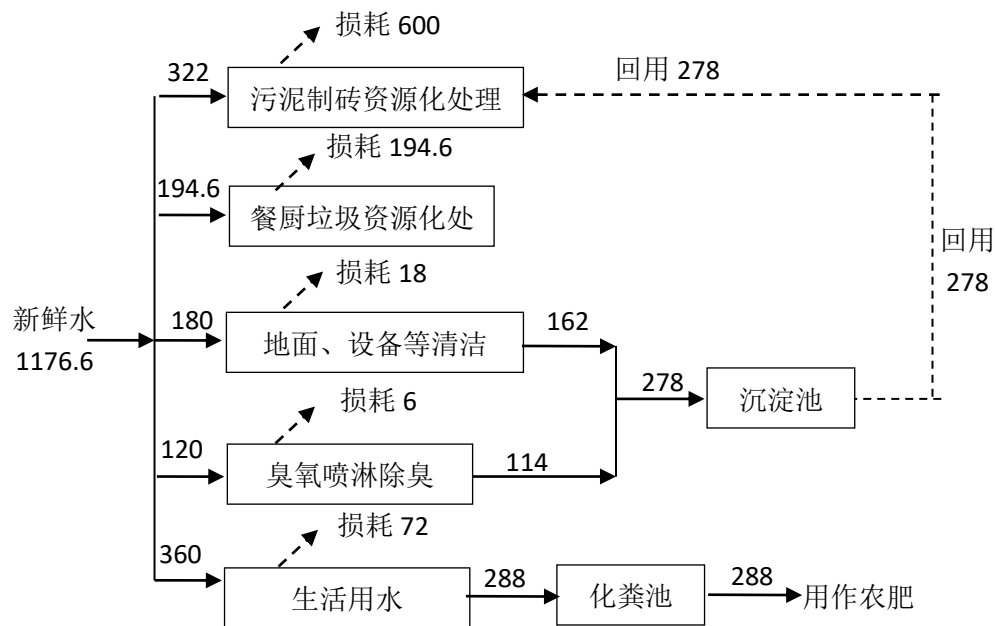 损耗 600
322
污泥制砖资源化处理
回用 278
损耗 194.6
194.6
餐厨垃圾资源化处
回用
278
损耗 18
新鲜水
1176.6
180
地面、设备等清洁
162
278
沉淀池
损耗 6
120
臭氧喷淋除臭
114
损耗 72
360
生活用水
288
化粪池
288
用作农肥